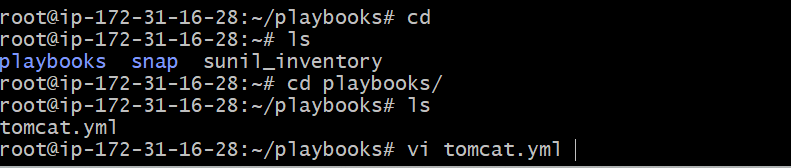 root@ip-172-31-16-28:~/playbooks# cd
root@ip-172-31-16-28:~# ls
playbooks  snap  sunil_inventory
root@ip-172-31-16-28:~# cd playbooks/
root@ip-172-31-16-28:~/playbooks# ls
tomcat.yml
root@ip-172-31-16-28:~/playbooks# vi tomcat.yml